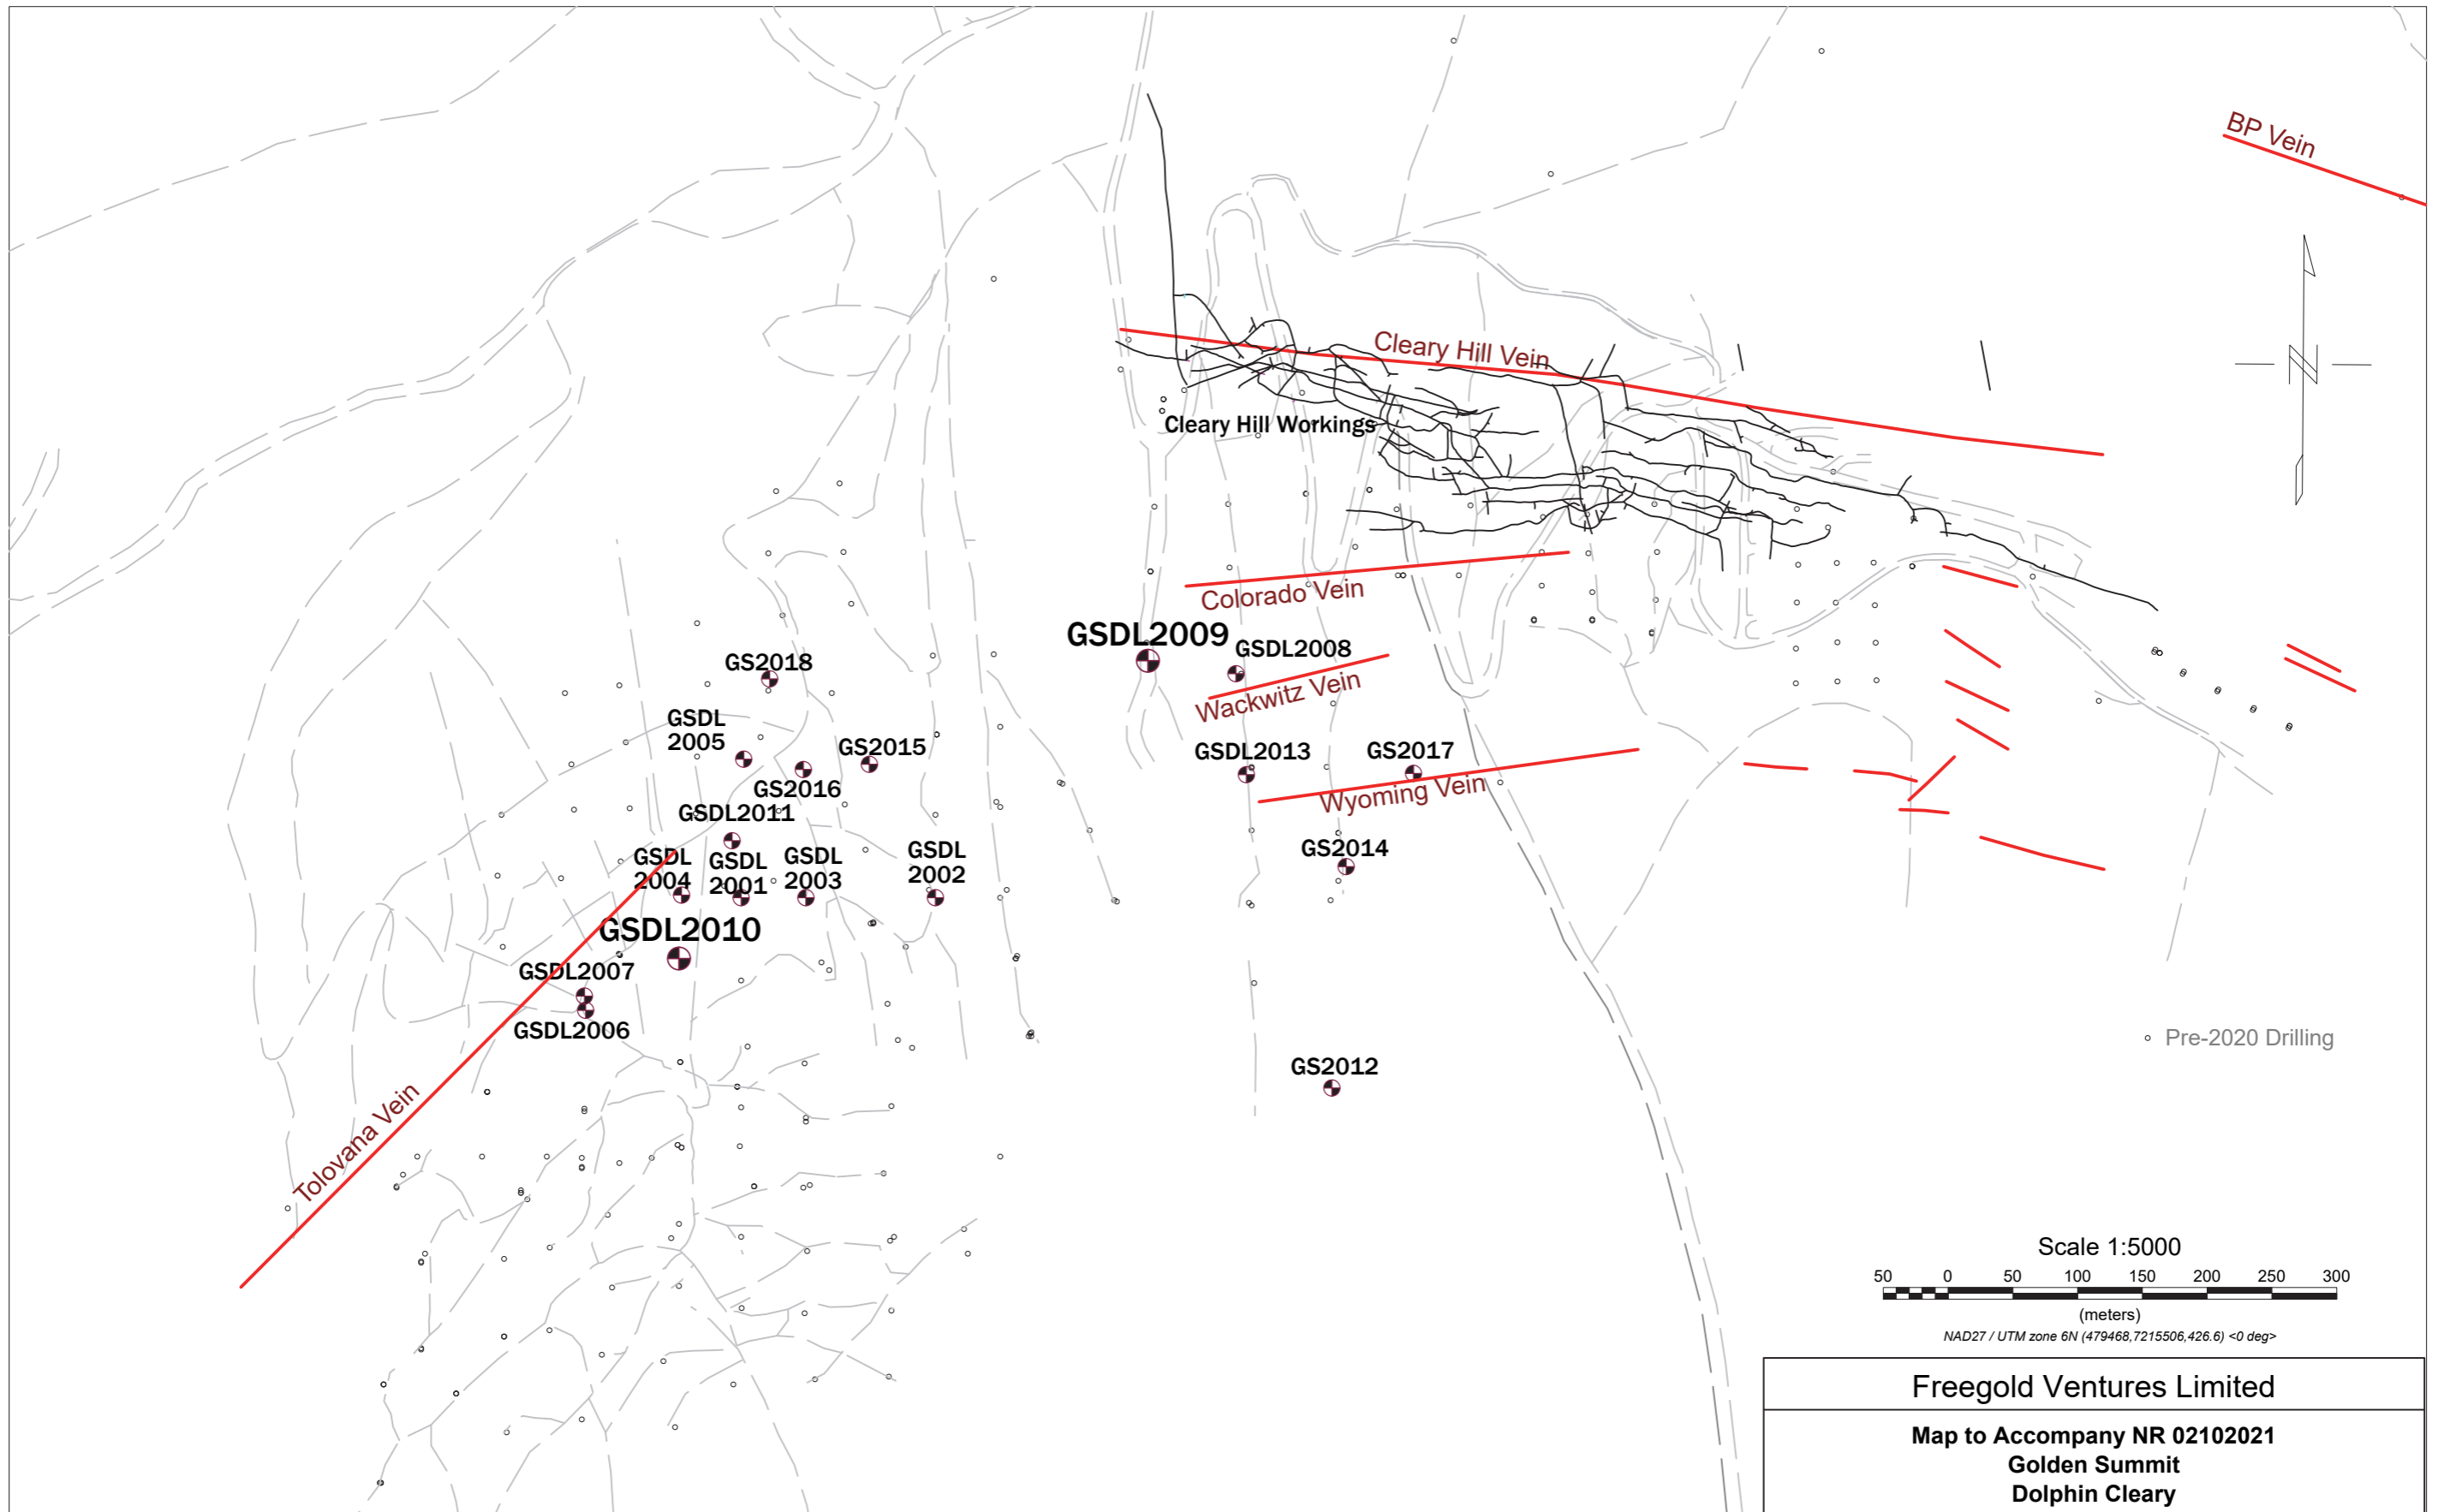 BP Vein
Cleary Hill Vein
Cleary Hill Workings
N
Colorado Vein
GSDL2009
GSDL2008
GS2018
Wackwitz Vein
GSDL
2005
GS2015
GSDL2013
GS2017
GS2016
Wyoming Vein
GSDL2011
GS2014
GSDL
2004
GSDL
2001
GSDL
2003
GSDL
2002
GSDL2010
GSDL2007
GSDL2006
Pre-2020 Drilling
GS2012
Tolovana Vein
Scale 1:5000
50 0 50 100 150 200 250 300
(meters)
NAD27 / UTM zone 6N (479468,7215506,426.6) <0 deg>
Freegold Ventures Limited
Map to Accompany NR 02102021
Golden Summit
Dolphin Cleary